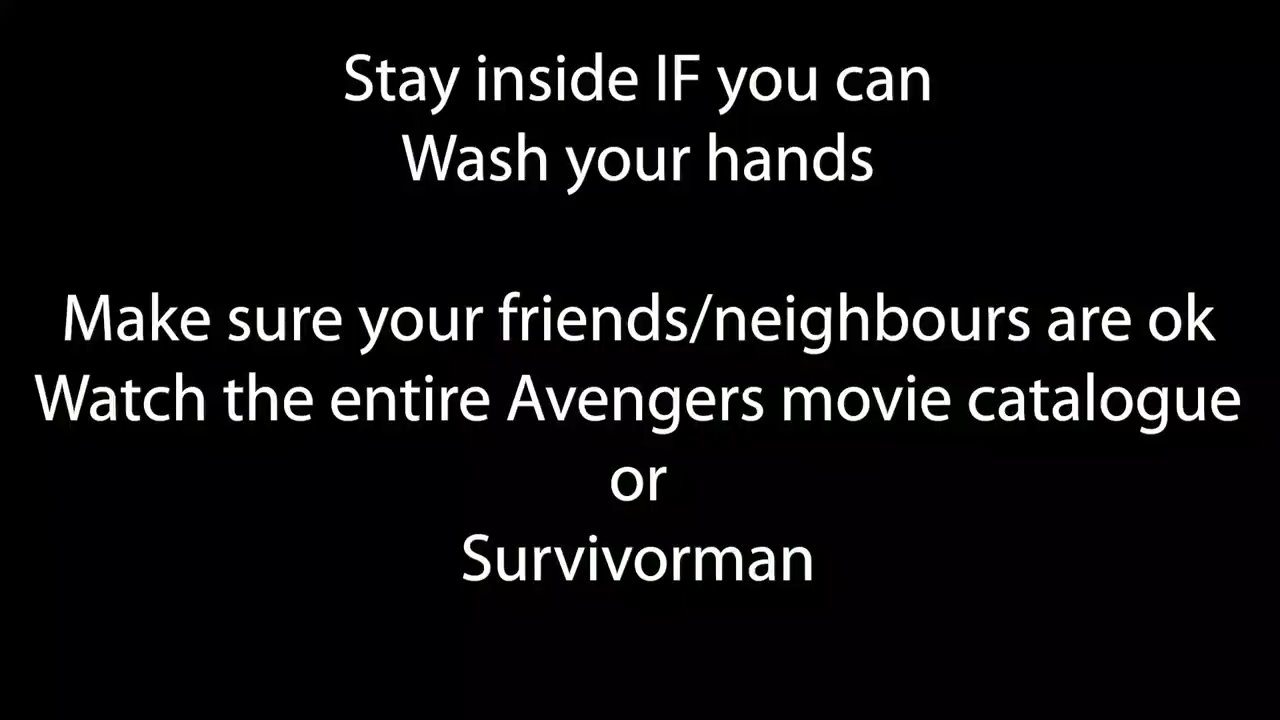 Stay inside IF you can
Wash your hands
Make sure your friends/neighbours are ok
Watch the entire Avengers movie catalogue
or
Survivorman